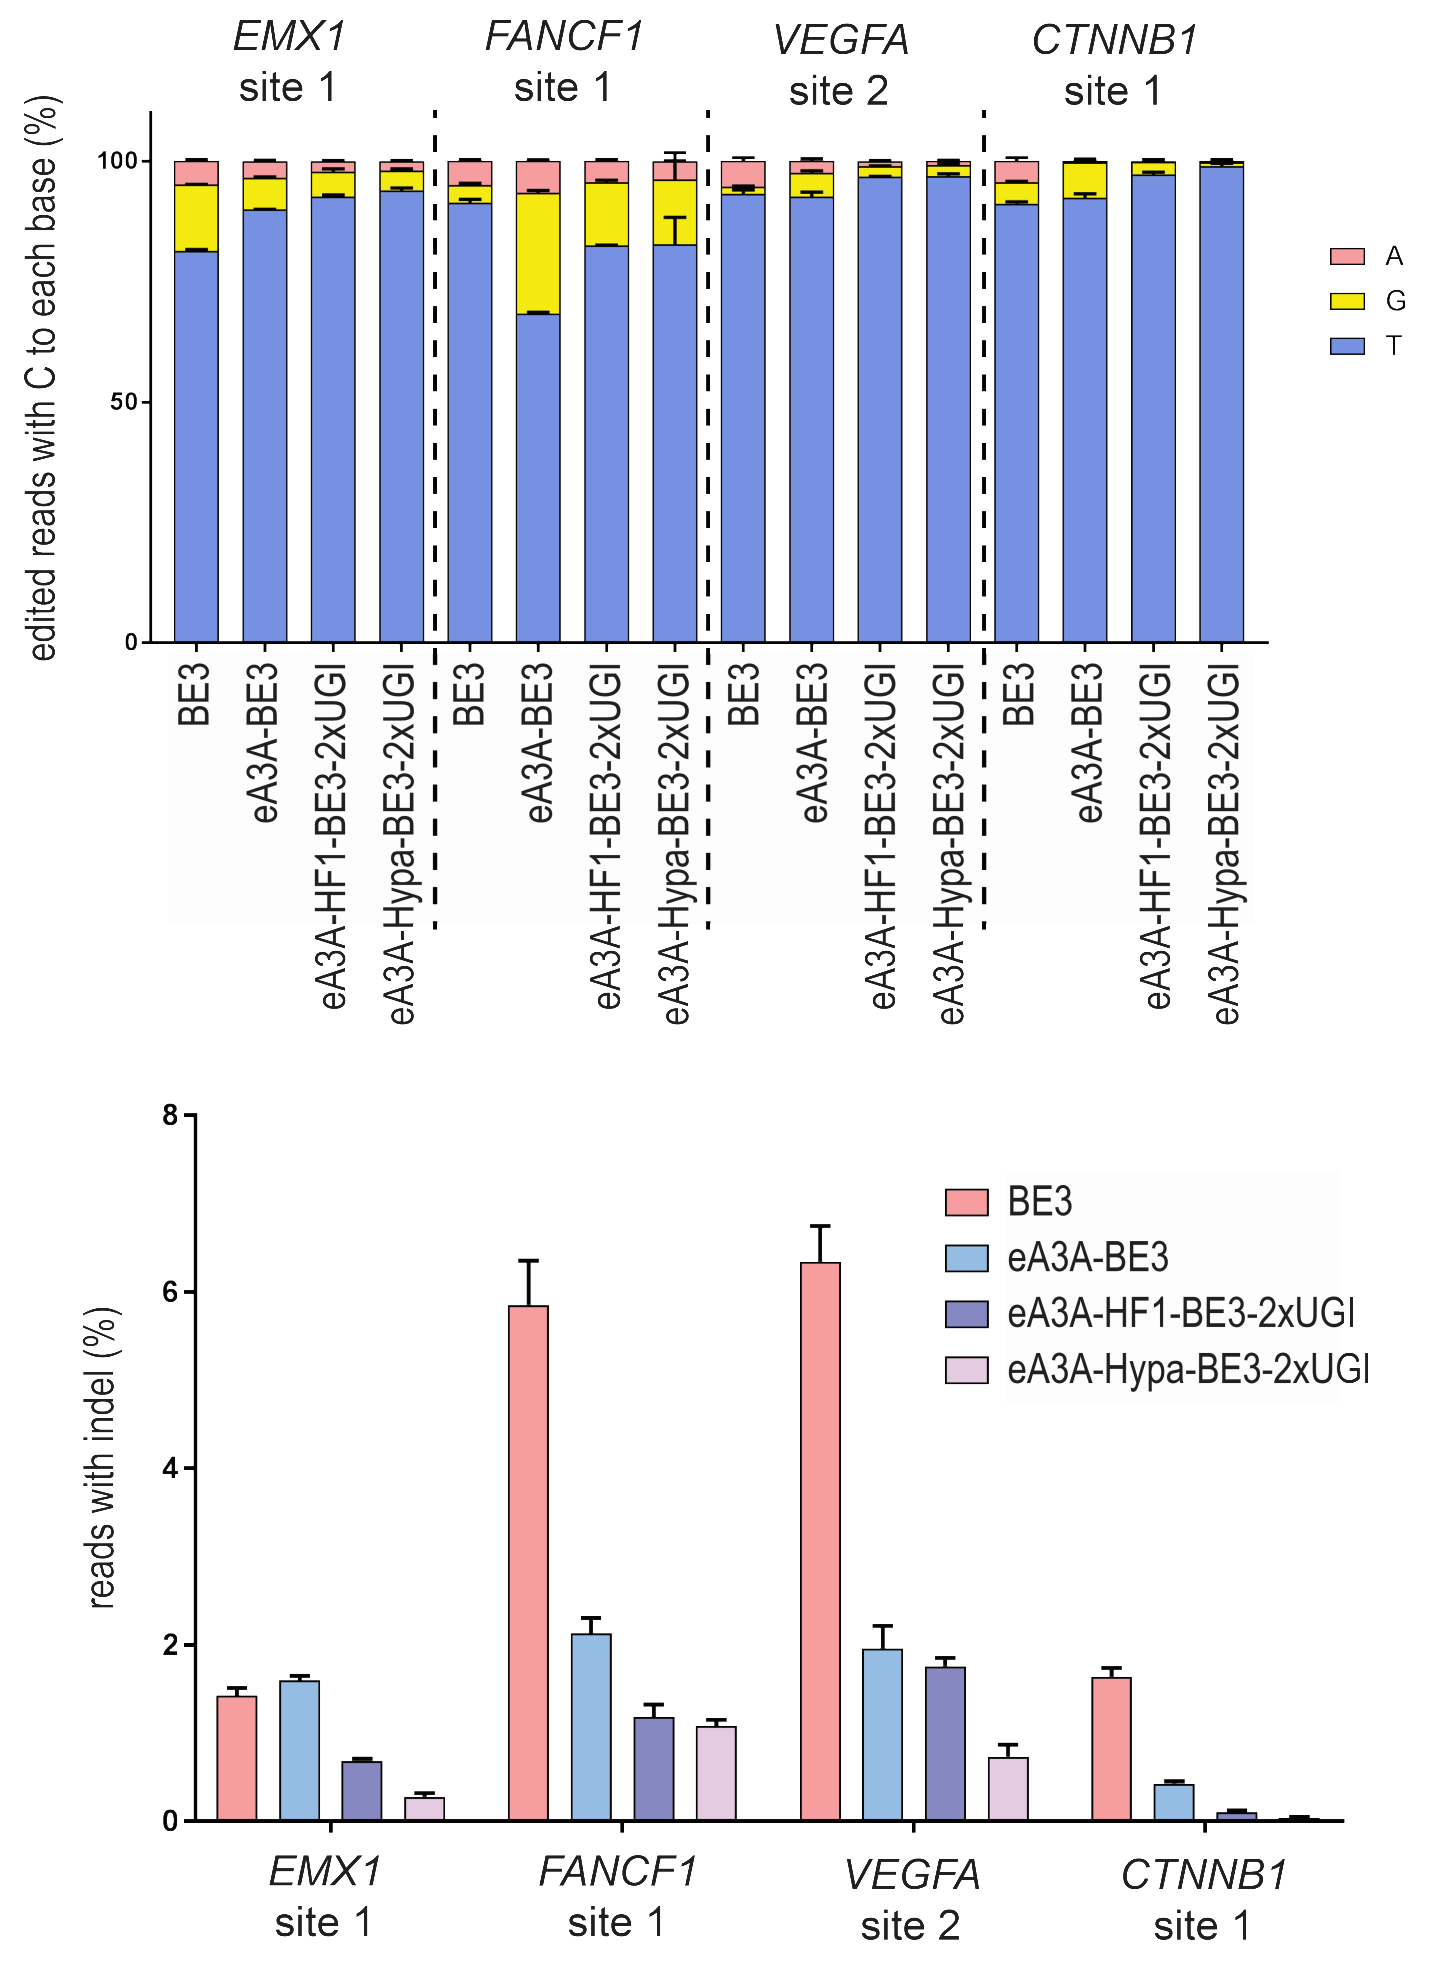 EMX1 FANCF1 VEGFA CTNNB1
site 1 site 1 site 2 site 1
edited reads with C to each base (%)
100
50
0
A
G
T
BE3
eA3A-BE3
eA3A-HF1-BE3-2xUGI
eA3A-Hypa-BE3-2xUGI
BE3
eA3A-BE3
eA3A-HF1-BE3-2xUGI
eA3A-Hypa-BE3-2xUGI
BE3
eA3A-BE3
eA3A-HF1-BE3-2xUGI
eA3A-Hypa-BE3-2xUGI
BE3
eA3A-BE3
eA3A-HF1-BE3-2xUGI
eA3A-Hypa-BE3-2xUGI
reads with indel (%)
8
6
4
2
0
BE3
eA3A-BE3
eA3A-HF1-BE3-2xUGI
eA3A-Hypa-BE3-2xUGI
EMX1 FANCF1 VEGFA CTNNB1
site 1 site 1 site 2 site 1